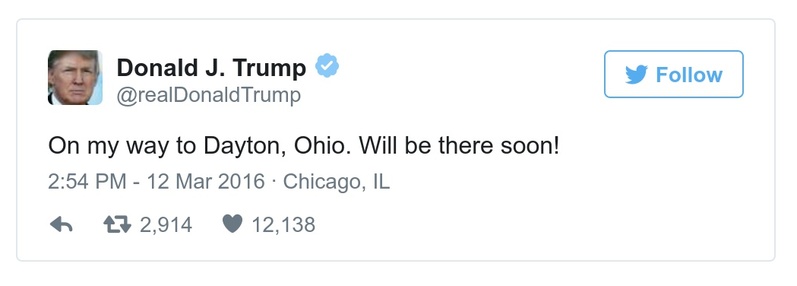 Donald J. Trump
@realDonaldTrump
Follow
On my way to Dayton, Ohio. Will be there soon!
2:54 PM - 12 Mar 2016 · Chicago, IL
2,914 12,138